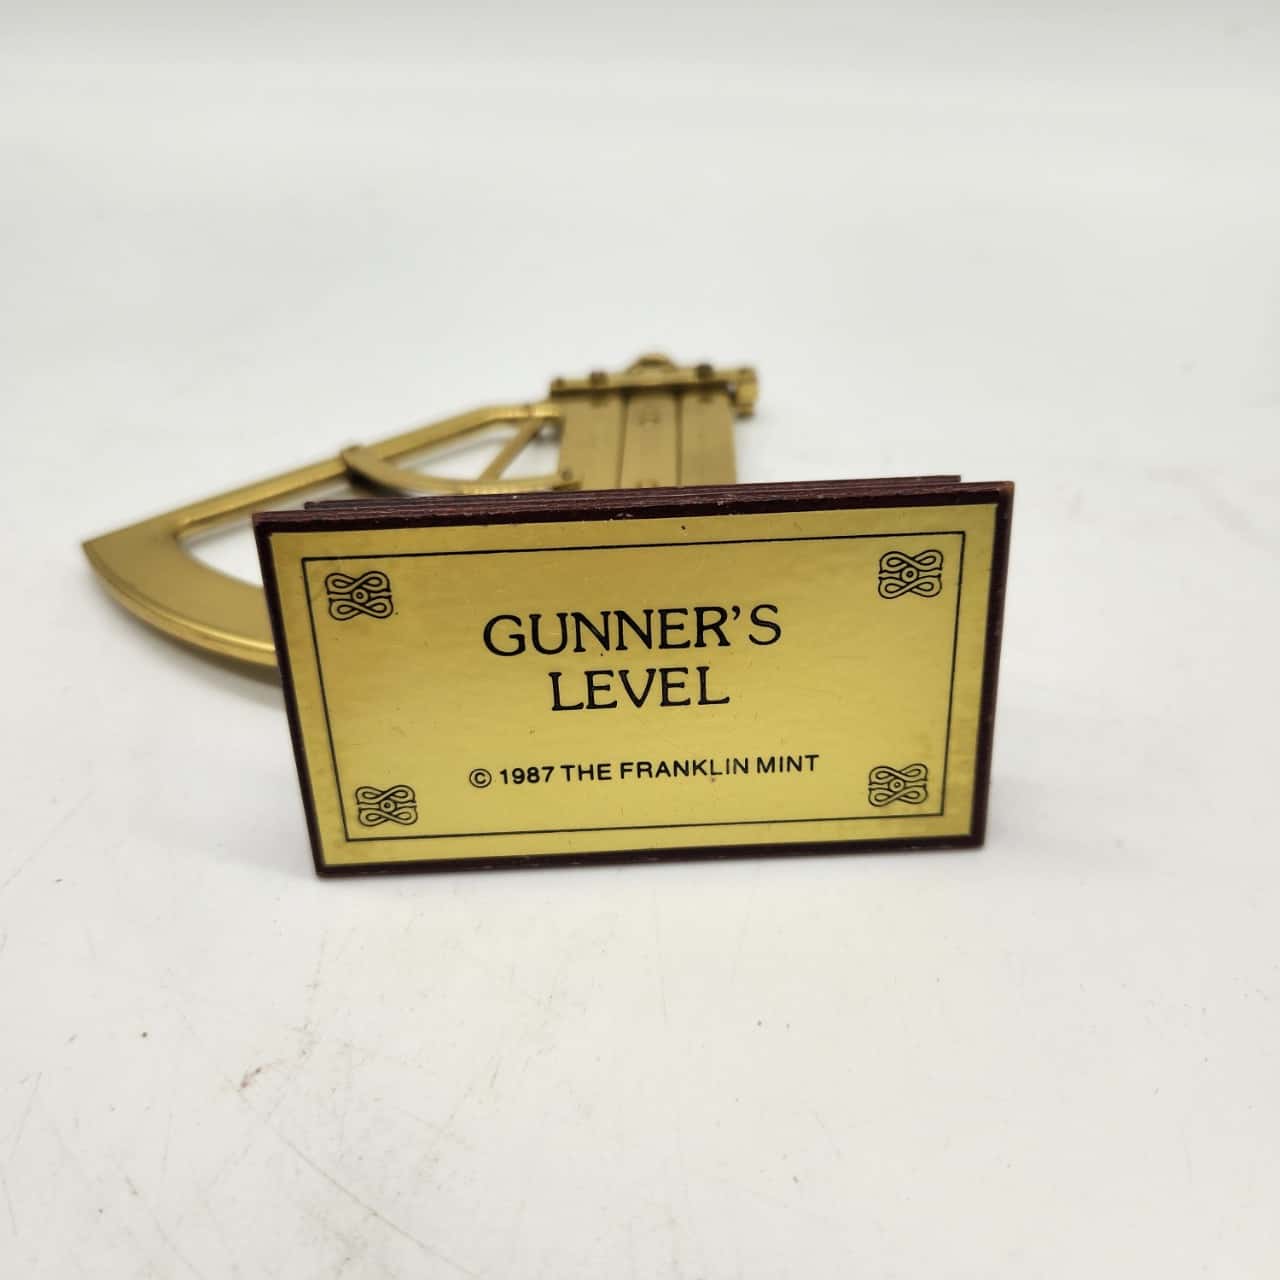 GUNNER'S
LEVEL
© 1987 THE FRANKLIN MINT